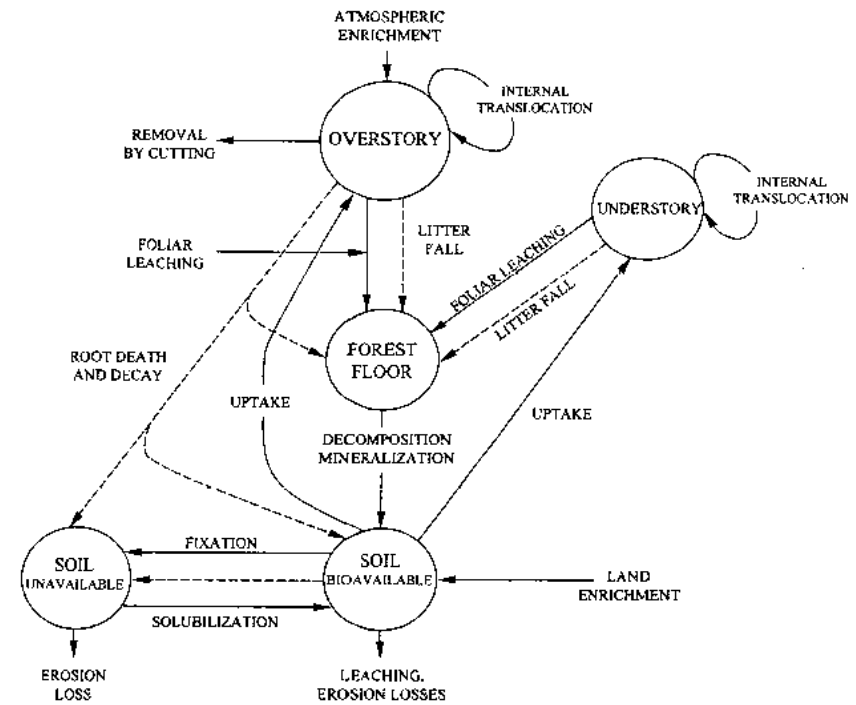 ATMOSPHERIC
ENRICHMENT
INTERNAL
TRANSLOCATION
OVERSTORY
REMOVAL
BY CUTTING
INTERNAL
TRANSLOCATION
UNDERSTORY
FOLIAR
LEACHING
LITTER
FALL
FOLIAR LEACHING
LITTER FALL
FOREST
FLOOR
ROOT DEATH
AND DECAY
UPTAKE
UPTAKE
DECOMPOSITION
MINERALIZATION
FIXATION
SOIL
UNAVAILABLE
SOIL
BIOAVAILABLE
LAND
ENRICHMENT
SOLUBILIZATION
EROSION
LOSS
LEACHING,
EROSION LOSSES